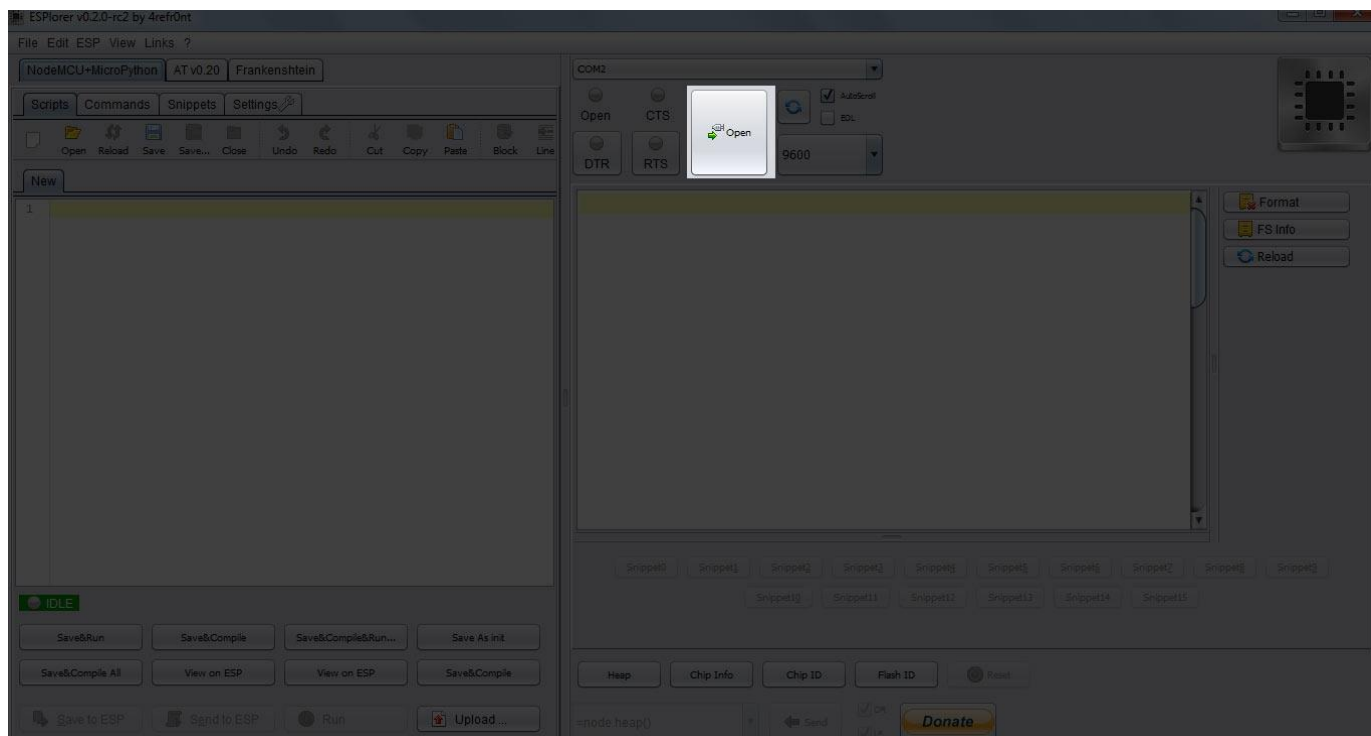 ESPlorer v0.2.0-rc2 by 4refr0nt
File Edit ESP View Links ?
NodeMCU+MicroPython AT v0.20 Frankenshtein
Scripts Commands Snippets Settings
Open Reload Save Save... Close Undo Redo Cut Copy Paste Block Line
New
1
IDLE
Save&Run Save&Compile Save&Compile&Run... Save As init
Save&Compile All View on ESP View on ESP Save&Compile
Save to ESP Send to ESP Run Upload ...
COM2
Open CTS Open AutoScroll
EOL
DTR RTS 9600
Format
FS Info
Reload
Snippet0 Snippet1 Snippet2 Snippet3 Snippet4 Snippet5 Snippet6 Snippet7 Snippet8 Snippet9
Snippet10 Snippet11 Snippet12 Snippet13 Snippet14 Snippet15
Heap Chip Info Chip ID Flash ID Reset
=node heap() Send CR Donate
LF